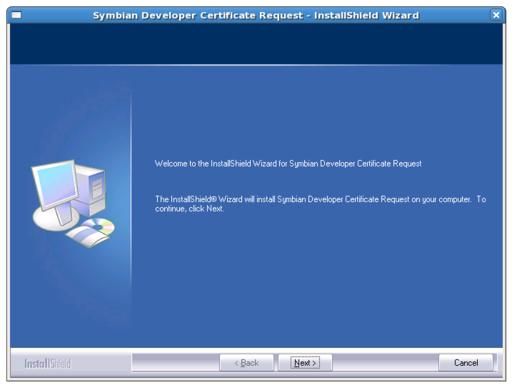 Symbian Developer Certificate Request - InstallShield Wizard
Welcome to the InstallShield Wizard for Symbian Developer Certificate Request
The InstallShield® Wizard will install Symbian Developer Certificate Request on your computer. To
continue, click Next.
InstallShield
< Back
Next >
Cancel